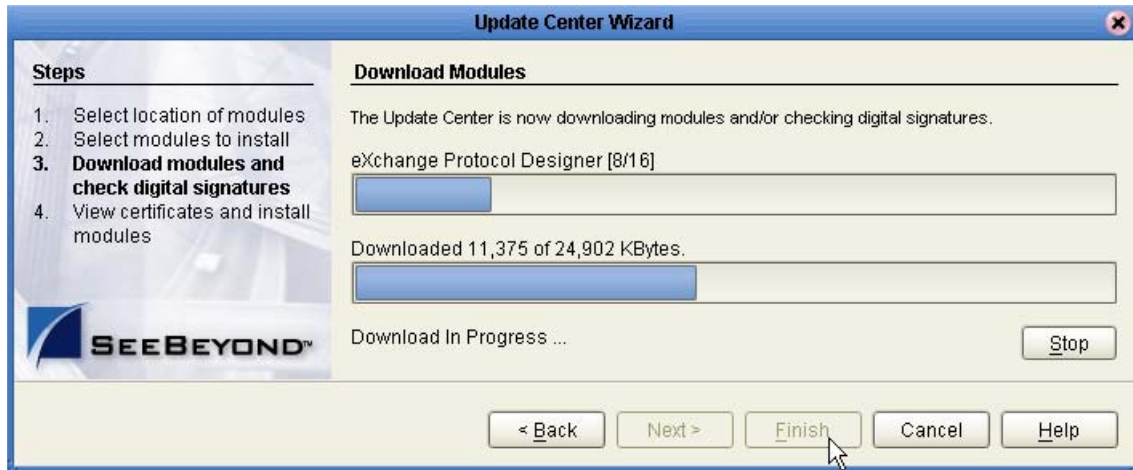 Update Center Wizard
Steps
1. Select location of modules
2. Select modules to install
3. Download modules and
check digital signatures
4. View certificates and install
modules
SEEBEYOND™
Download Modules
The Update Center is now downloading modules and/or checking digital signatures.
eXchange Protocol Designer [8/16]
Downloaded 11,375 of 24,902 KBytes.
Download In Progress ...
Stop
< Back
Next >
Finish
Cancel
Help